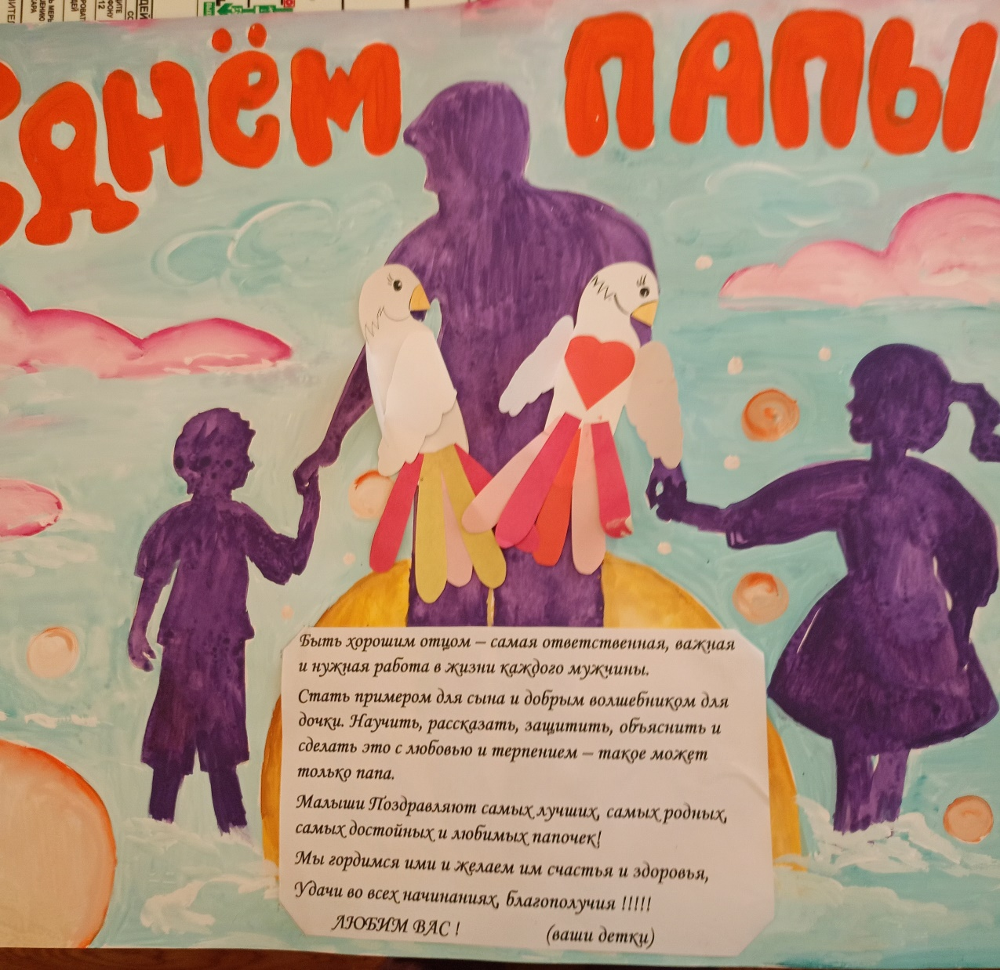 С ДНЁМ ПАПЫ
Быть хорошим отцом – самая ответственная, важная
и нужная работа в жизни каждого мужчины.
Стать примером для сына и добрым волшебником для
дочки. Научить, рассказать, защитить, объяснить и
сделать это с любовью и терпением – такое может
только папа.
Малыши Поздравляют самых лучших, самых родных,
самых достойных и любимых папочек!
Мы гордимся ими и желаем им счастья и здоровья,
Удачи во всех начинаниях, благополучия !!!!!
ЛЮБИМ ВАС ! (ваши детки)